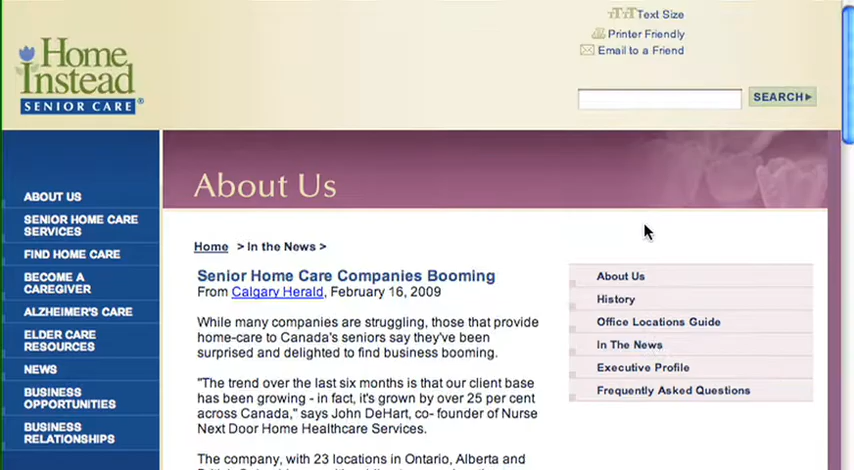 Text Size
Printer Friendly
Email to a Friend
Home
Instead
SENIOR CARE®
SEARCH
About Us
ABOUT US
SENIOR HOME CARE
SERVICES
FIND HOME CARE
BECOME A
CAREGIVER
ALZHEIMER'S CARE
ELDER CARE
RESOURCES
NEWS
BUSINESS
OPPORTUNITIES
BUSINESS
RELATIONSHIPS
Home > In the News >
Senior Home Care Companies Booming
From Calgary Herald, February 16, 2009
While many companies are struggling, those that provide
home-care to Canada's seniors say they've been
surprised and delighted to find business booming.
"The trend over the last six months is that our client base
has been growing - in fact, it's grown by over 25 per cent
across Canada," says John DeHart, co- founder of Nurse
Next Door Home Healthcare Services.
The company, with 23 locations in Ontario, Alberta and
About Us
History
Office Locations Guide
In The News
Executive Profile
Frequently Asked Questions